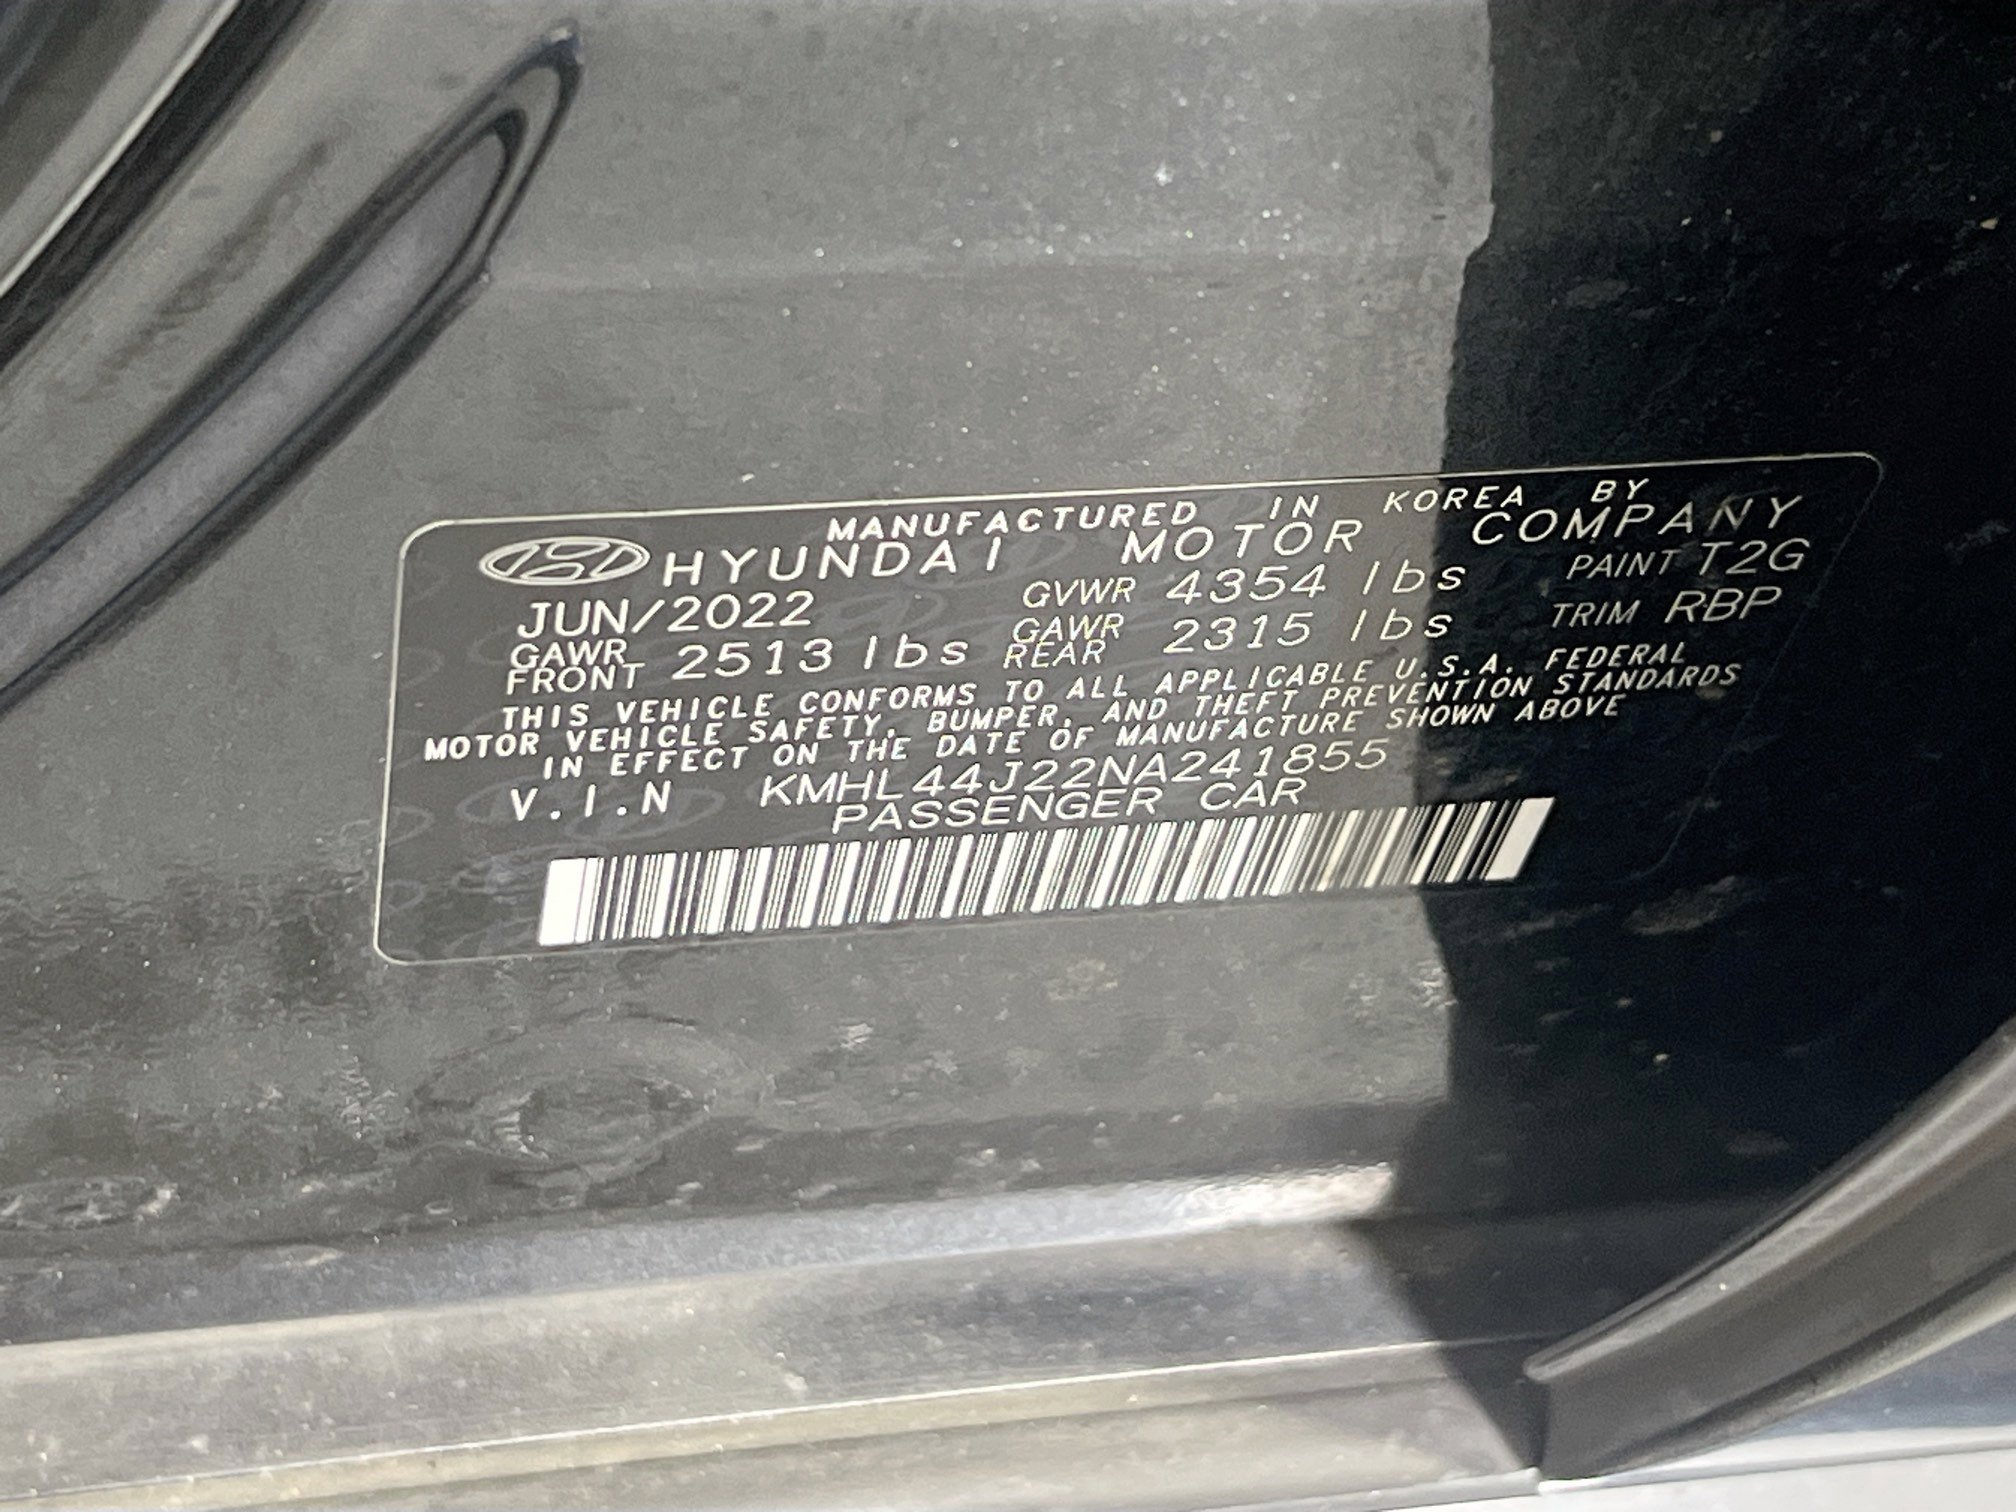 MANUFACTURED IN KOREA BY
HYUNDAI MOTOR COMPANY
JUN/2022 GVWR 4354 lbs PAINT T2G
GAWR FRONT 2513 lbs GAWR REAR 2315 lbs TRIM RBP
THIS VEHICLE CONFORMS TO ALL APPLICABLE U.S.A. FEDERAL
MOTOR VEHICLE SAFETY, BUMPER, AND THEFT PREVENTION STANDARDS
IN EFFECT ON THE DATE OF MANUFACTURE SHOWN ABOVE
V.I.N KMHL44J22NA241855
PASSENGER CAR